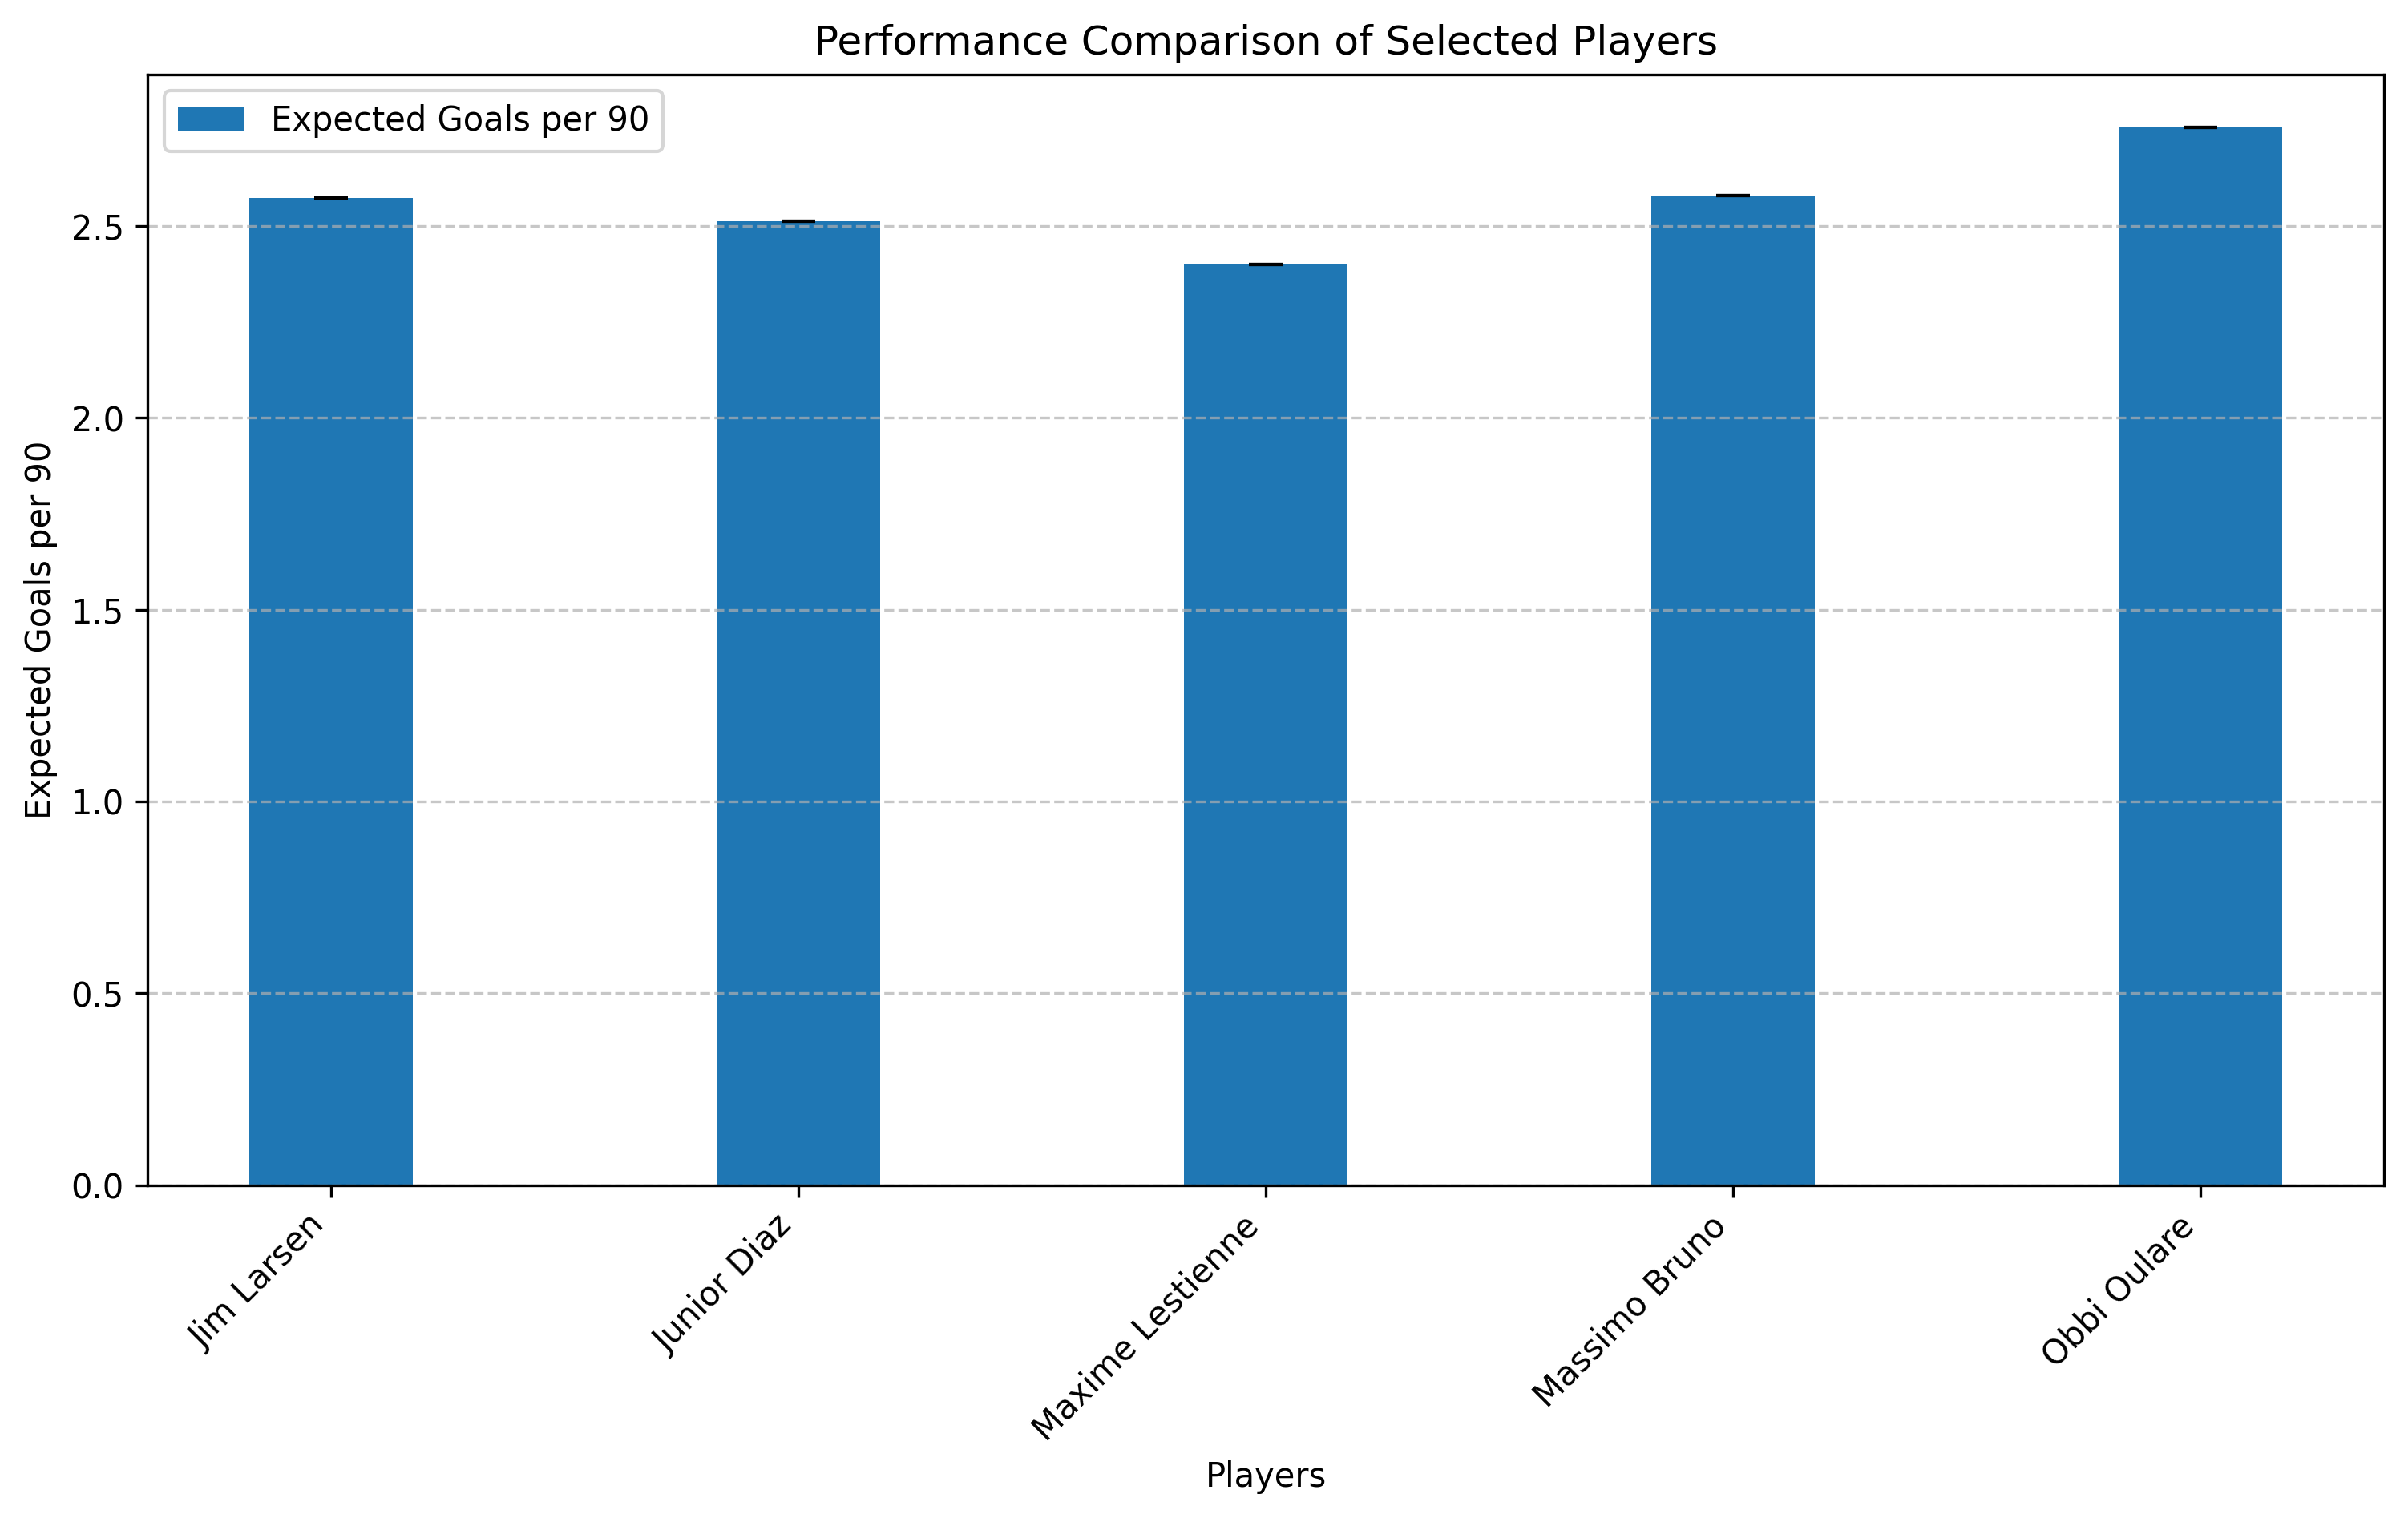 Performance Comparison of Selected Players
Expected Goals per 90
Expected Goals per 90
2.5
2.0
1.5
1.0
0.5
0.0
Jim Larsen
Junior Diaz
Maxime Lestienne
Massimo Bruno
Obbi Oulare
Players